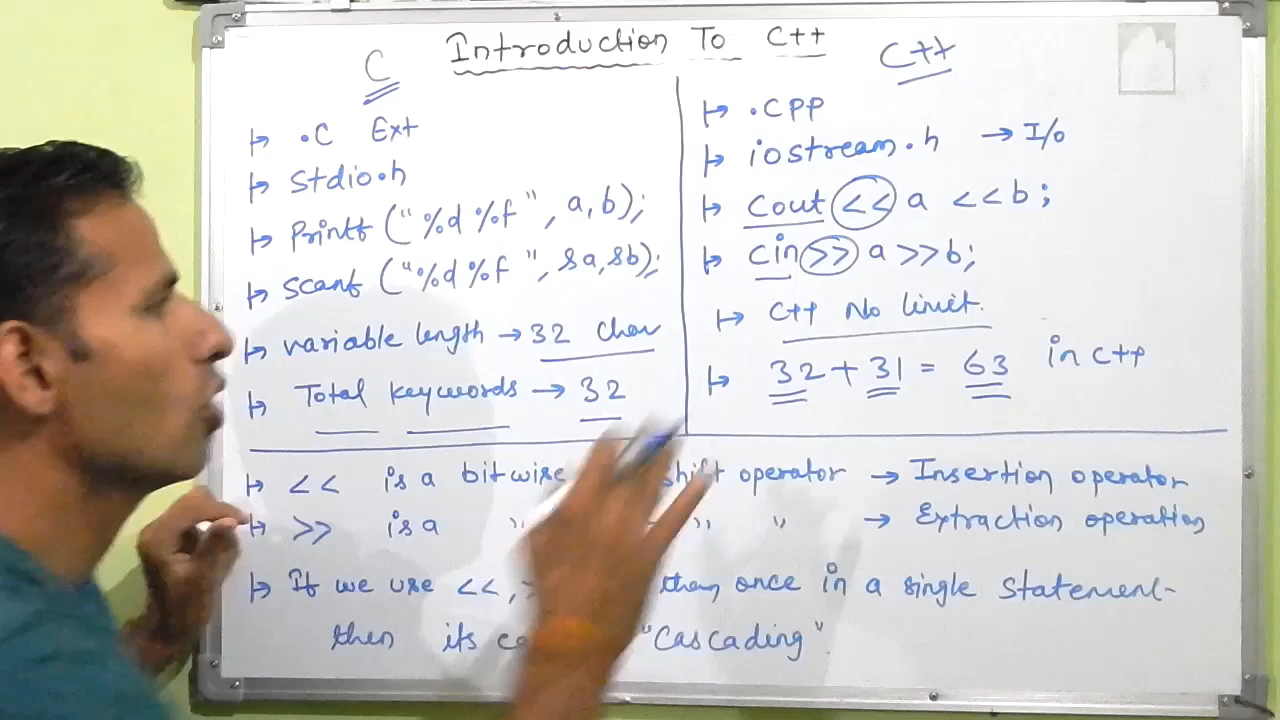 Introduction To C++
C
.C Ext
Stdio.h
Printf ("%d %f", a, b);
Scanf ("%d %f", &a, &b);
variable length → 32 char
Total keywords → 32
C++
.CPP
iostream.h → I/o
cout << a << b;
cin >> a >> b;
C++ No limit.
32 + 31 = 63 in C++
<< is a bitwise shift operator → Insertion operator
>> is a " " " → Extraction operation
If we use <<, then once in a single statement
then its "Cascading"